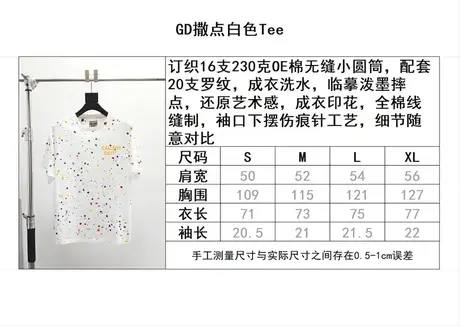 GD撒点白色Tee
订织16支230克OE棉无缝小圆筒，配套
20支罗纹，成衣洗水，临摹泼墨摔
点，还原艺术感，成衣印花，全棉线
缝制，袖口下摆伤痕针工艺，细节随
意对比
尺码 S M L XL
肩宽 50 52 54 56
胸围 109 115 121 127
衣长 71 73 75 77
袖长 20.5 21 21.5 22
手工测量尺寸与实际尺寸之间存在0.5-1cm误差